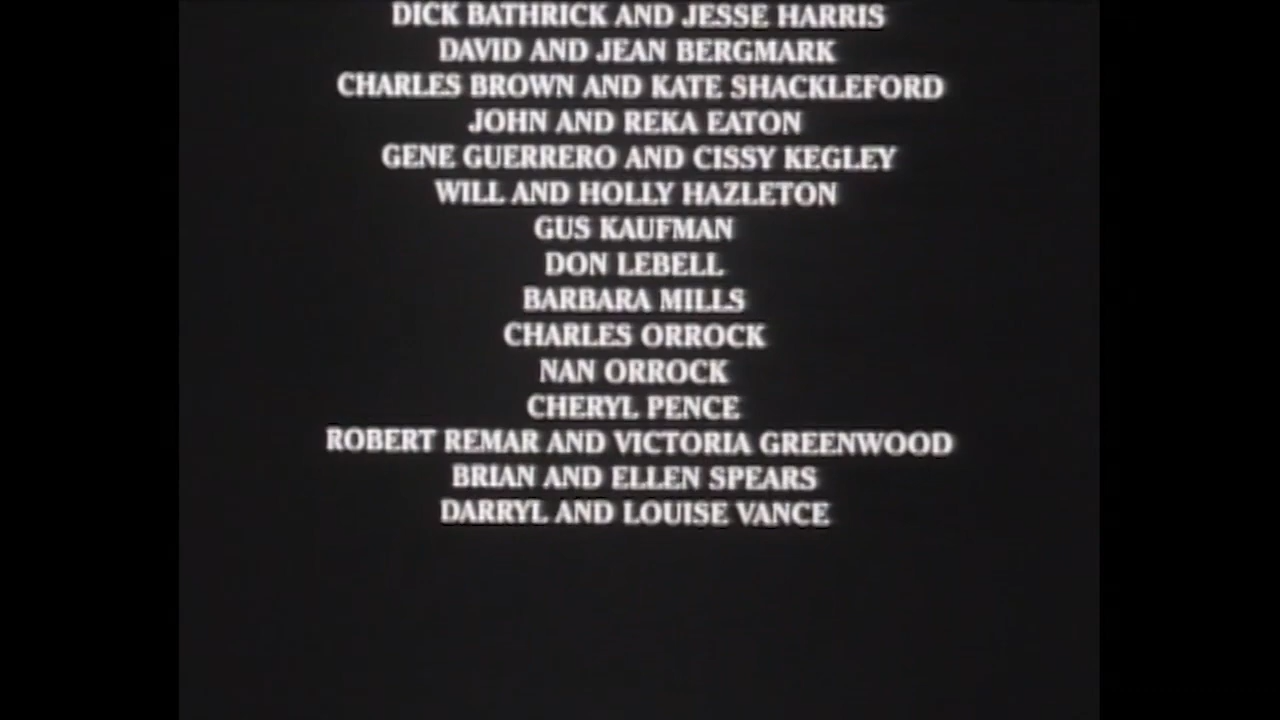 DICK BATHRICK AND JESSE HARRIS
DAVID AND JEAN BERGMARK
CHARLES BROWN AND KATE SHACKLEFORD
JOHN AND REKA EATON
GENE GUERRERO AND CISSY KEGLEY
WILL AND HOLLY HAZLETON
GUS KAUFMAN
DON LEBELL
BARBARA MILLS
CHARLES ORROCK
NAN ORROCK
CHERYL PENCE
ROBERT REMAR AND VICTORIA GREENWOOD
BRIAN AND ELLEN SPEARS
DARRYL AND LOUISE VANCE